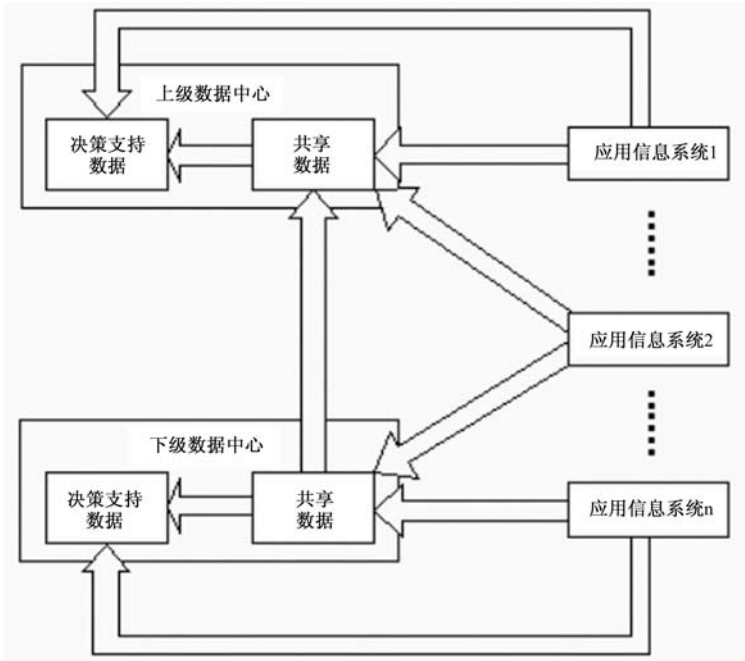 上级数据中心
决策支持
数据
共享
数据
应用信息系统1
应用信息系统2
下级数据中心
决策支持
数据
共享
数据
应用信息系统n